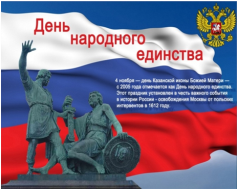 День
народного
единства
4 ноября — день Казанской иконы Божией Матери —
с 2005 года отмечается как День народного единства.
Этот праздник установлен в честь важного события
в истории России - освобождения Москвы от польских
интервентов в 1612 году.